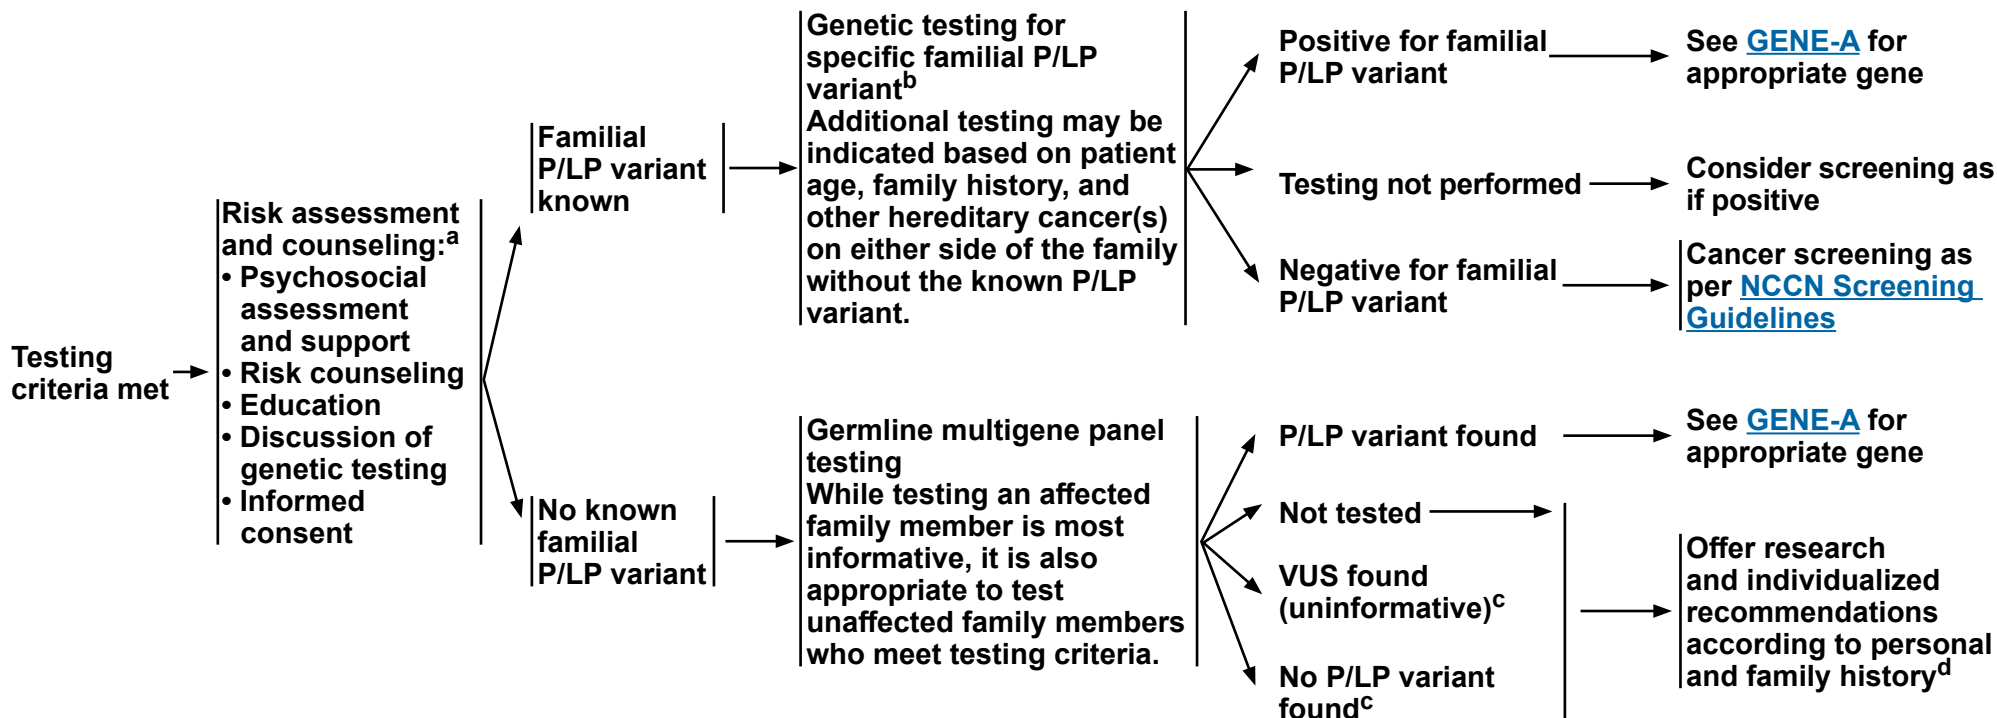 Testing
criteria met
Risk assessment
and counseling:a
• Psychosocial
assessment
and support
• Risk counseling
• Education
• Discussion of
genetic testing
• Informed
consent
Familial
P/LP variant
known
Genetic testing for
specific familial P/LP
variantb
Additional testing may be
indicated based on patient
age, family history, and
other hereditary cancer(s)
on either side of the family
without the known P/LP
variant.
Positive for familial
P/LP variant
See GENE-A for
appropriate gene
Testing not performed
Consider screening as
if positive
Negative for familial
P/LP variant
Cancer screening as
per NCCN Screening
Guidelines
No known
familial
P/LP variant
Germline multigene panel
testing
While testing an affected
family member is most
informative, it is also
appropriate to test
unaffected family members
who meet testing criteria.
P/LP variant found
See GENE-A for
appropriate gene
Not tested
VUS found
(uninformative)c
No P/LP variant
foundc
Offer research
and individualized
recommendations
according to personal
and family historyd